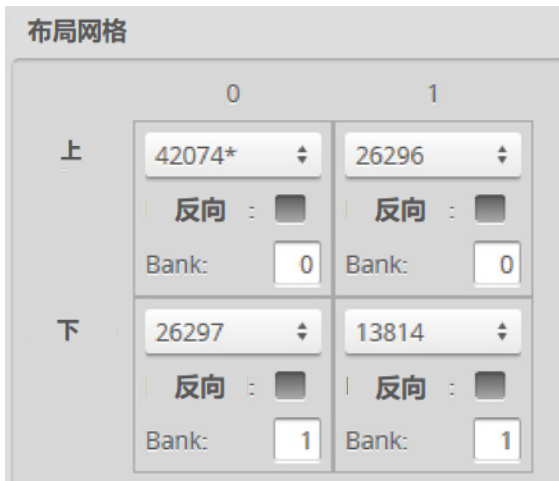 布局网格
0 1
上 42074* 26296
反向 : 反向 :
Bank: 0 Bank: 0
下 26297 13814
反向 : 反向 :
Bank: 1 Bank: 1